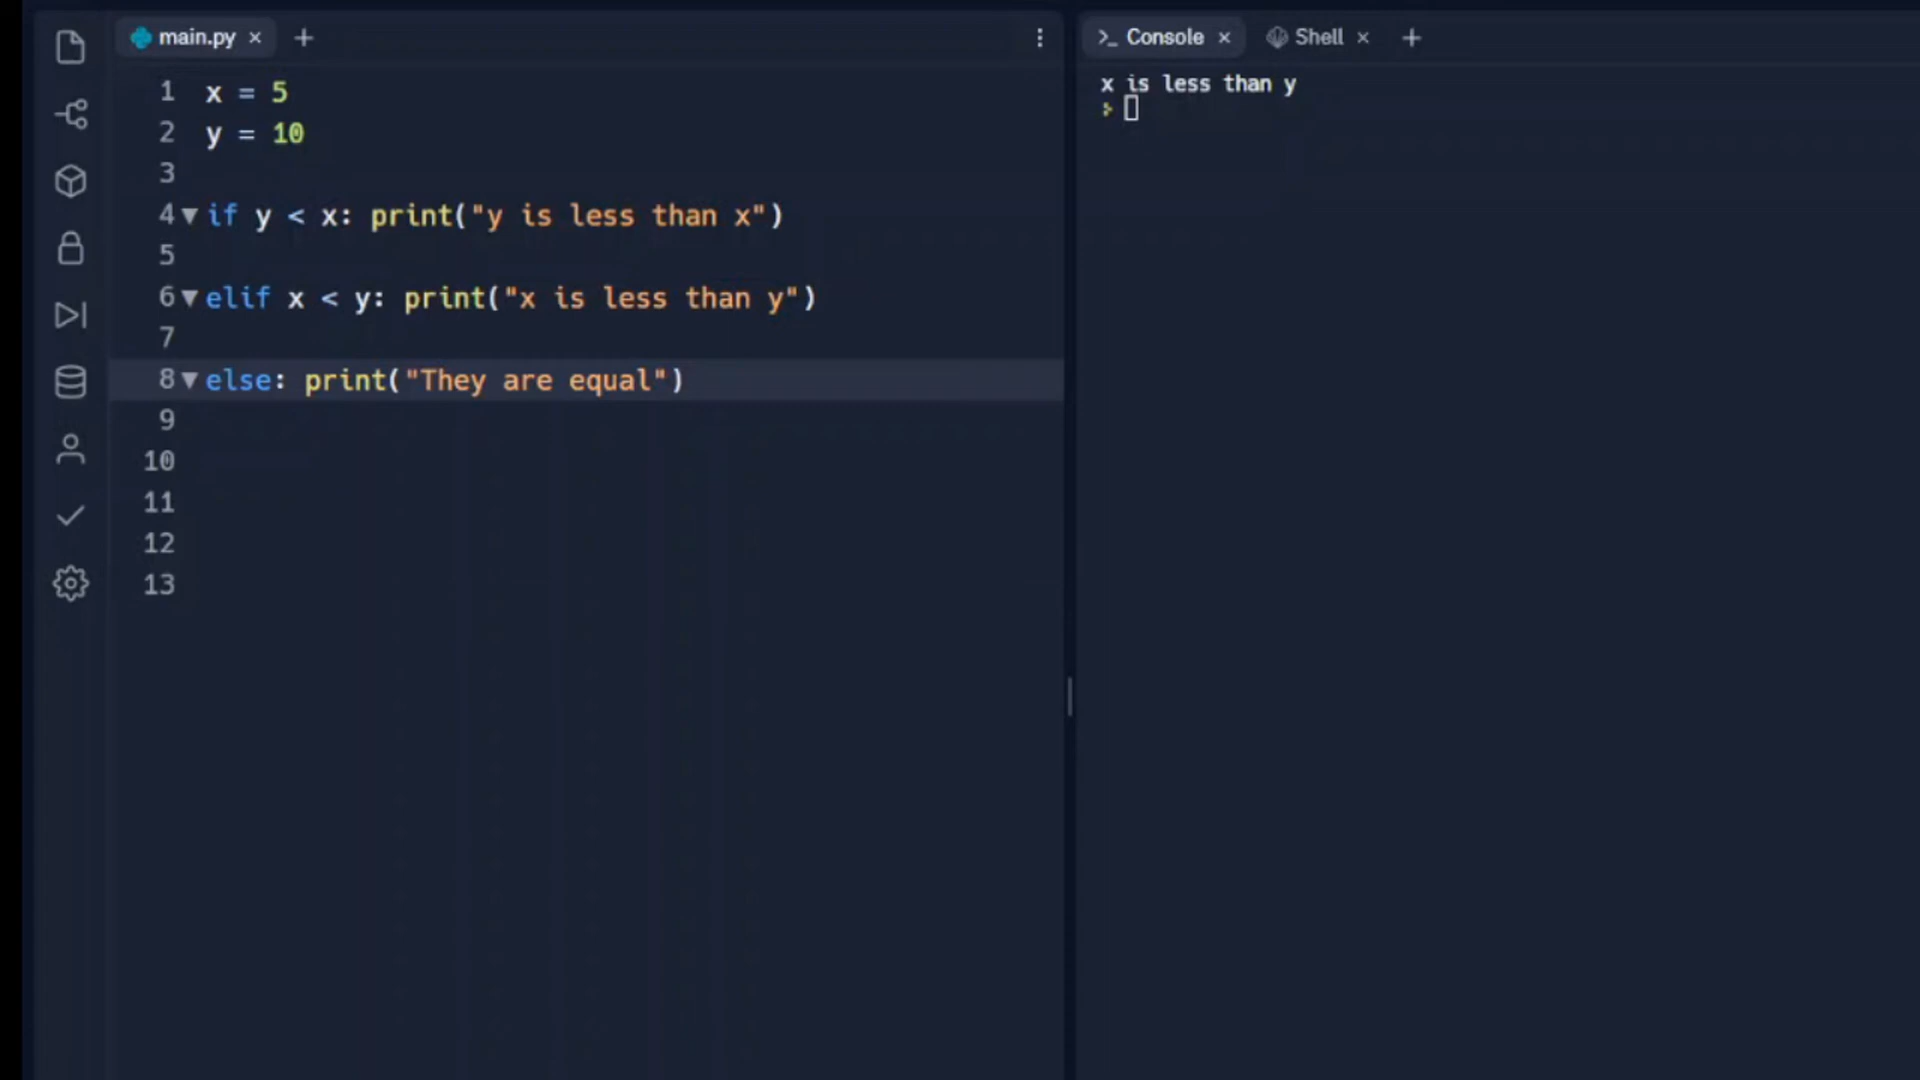 main.py × +
1 x = 5
2 y = 10
3
4 if y < x: print("y is less than x")
5
6 elif x < y: print("x is less than y")
7
8 else: print("They are equal")
9
10
11
12
13
>_ Console × Shell × +
x is less than y